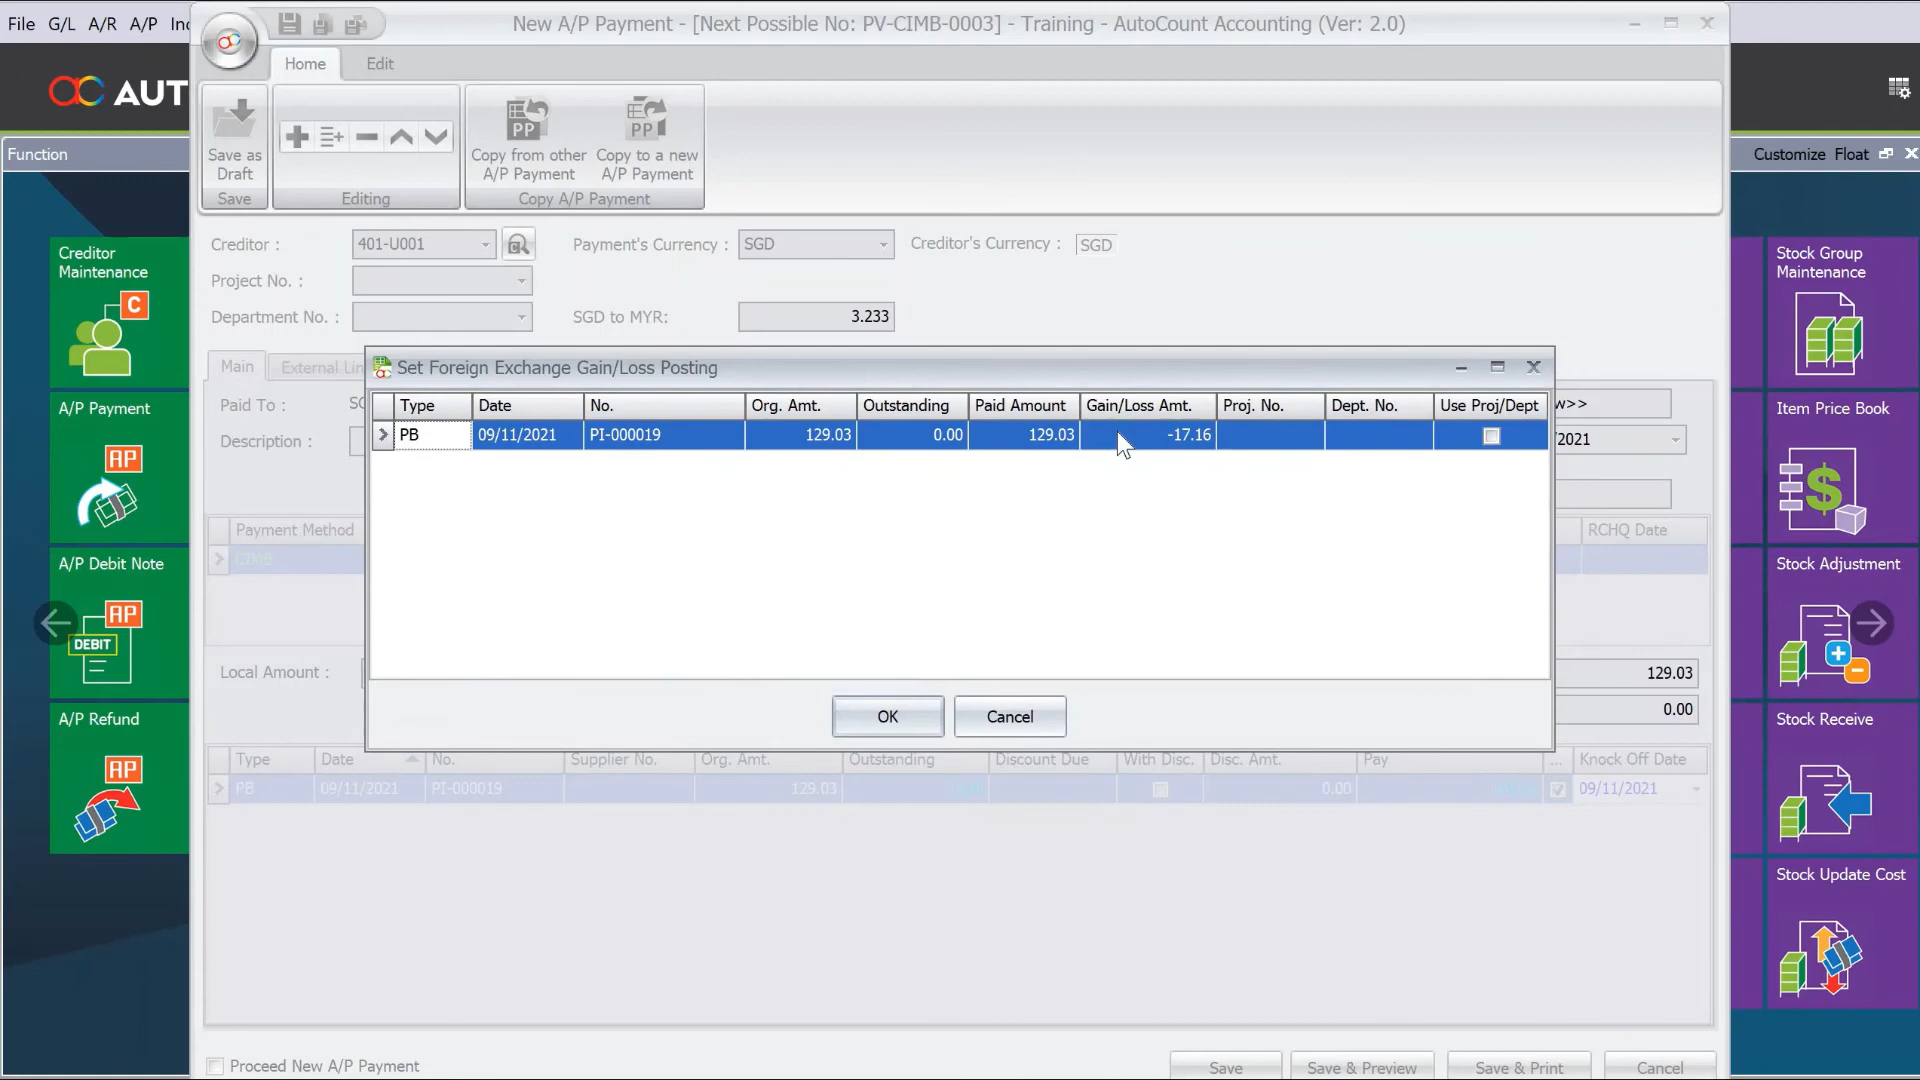 File G/L A/R A/P
New A/P Payment - [Next Possible No: PV-CIMB-0003] - Training - AutoCount Accounting (Ver: 2.0)
Home Edit
AUT
Save as Draft
Save
Editing
Copy from other A/P Payment
Copy to a new A/P Payment
Copy A/P Payment
Function
Customize Float
Creditor : 401-U001 Payment's Currency : SGD Creditor's Currency : SGD
Project No. :
Department No. : SGD to MYR: 3.233
Main External Lin
Paid To :
Description :
w>>
/2021
Set Foreign Exchange Gain/Loss Posting
Type Date No. Org. Amt. Outstanding Paid Amount Gain/Loss Amt. Proj. No. Dept. No. Use Proj/Dept
PB 09/11/2021 PI-000019 129.03 0.00 129.03 -17.16
OK Cancel
Payment Method RCHQ Date
CIMB
Local Amount : 129.03
0.00
Type Date No. Supplier No. Org. Amt. Outstanding Discount Due With Disc. Disc. Amt. Pay ... Knock Off Date
PB 09/11/2021 PI-000019 129.03 0.00 09/11/2021
Proceed New A/P Payment Save Save & Preview Save & Print Cancel
Creditor Maintenance
C
A/P Payment
AP
A/P Debit Note
AP
DEBIT
A/P Refund
AP
Stock Group Maintenance
Item Price Book
Stock Adjustment
Stock Receive
Stock Update Cost